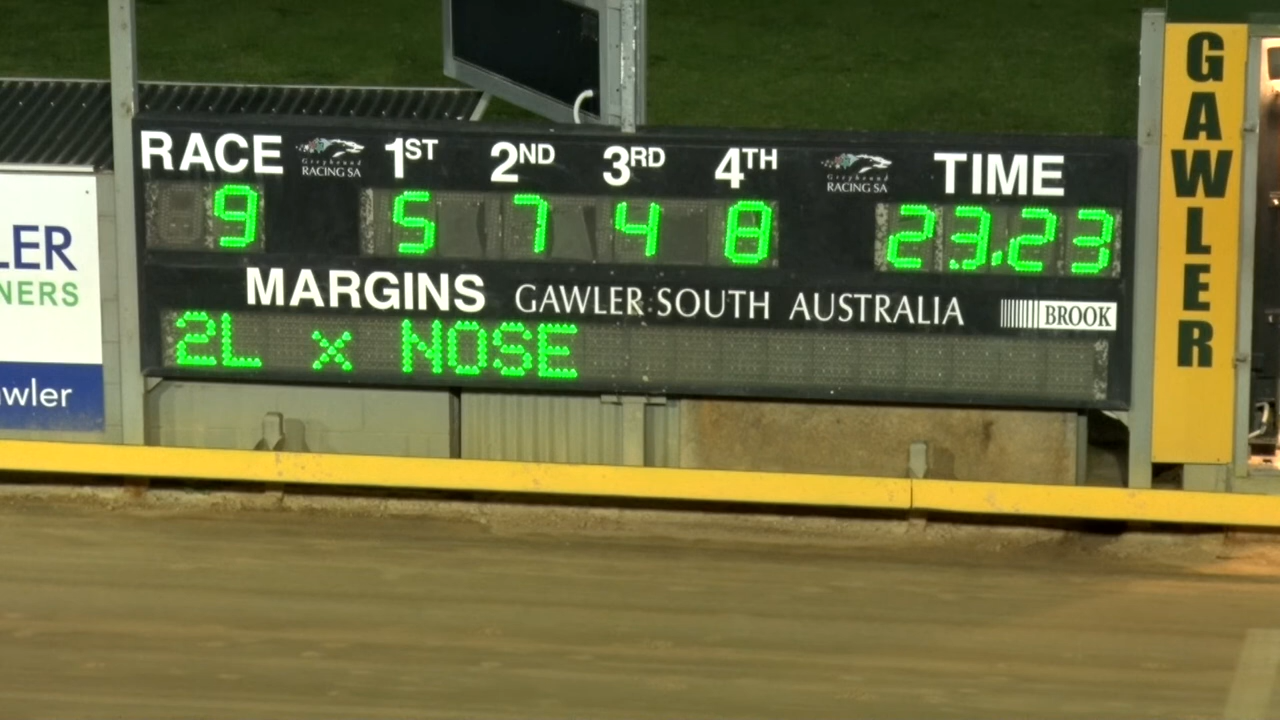 RACE Greyhound RACING SA 1ST 2ND 3RD 4TH Greyhound RACING SA TIME
9 5 7 4 8 23.23
MARGINS GAWLER SOUTH AUSTRALIA BROOK
2L x NOSE
GAWLER
LER
NERS
awler